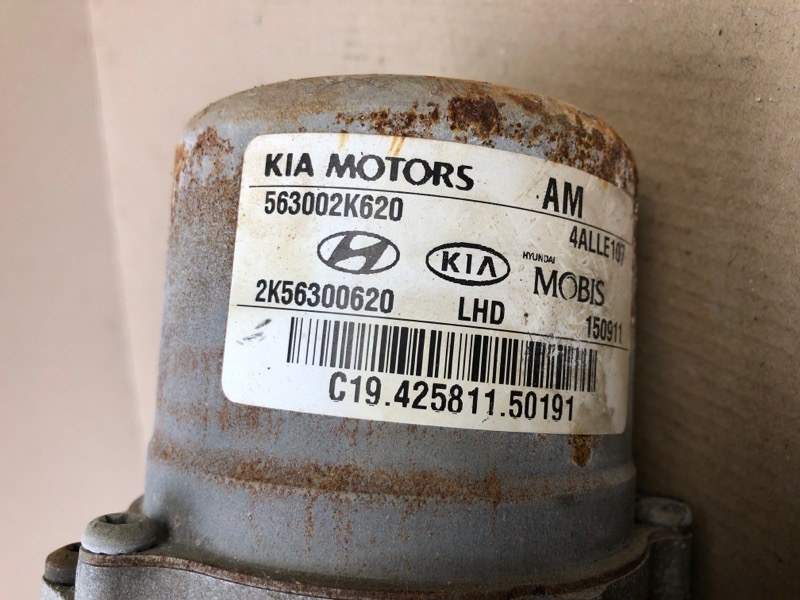 KIA MOTORS AM
563002K620
4ALLE107
KIA HYUNDAI MOBIS
2K56300620 LHD 150911
C19.425811.50191